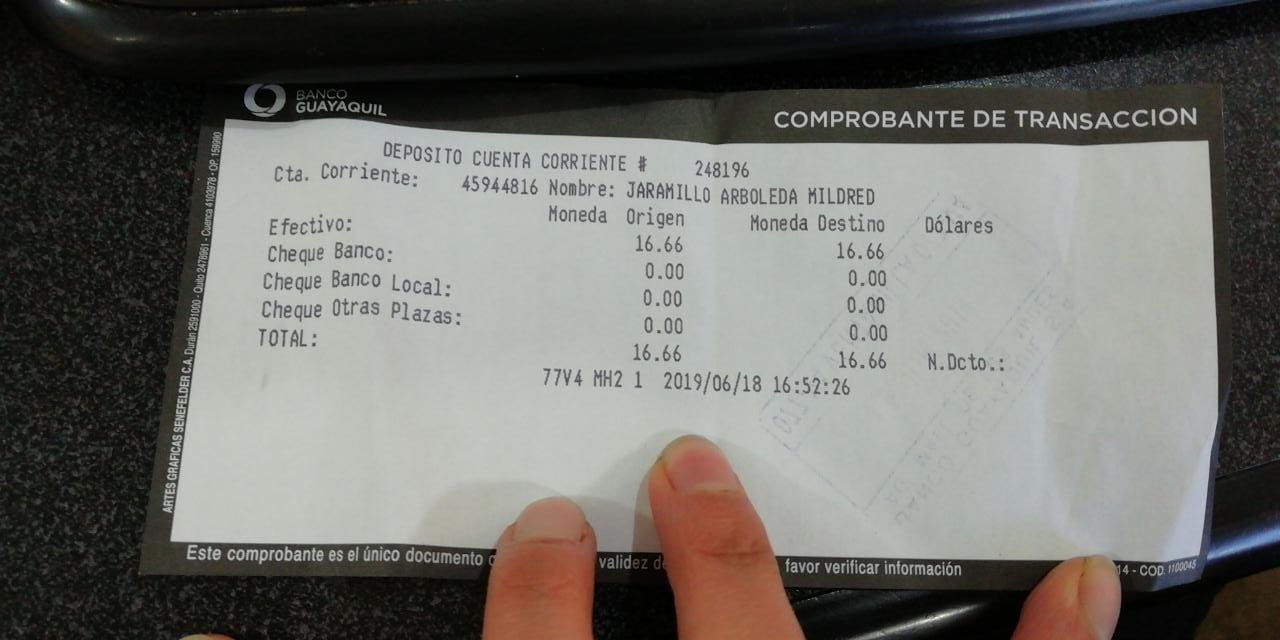 BANCO
GUAYAQUIL
COMPROBANTE DE TRANSACCION
DEPOSITO CUENTA CORRIENTE # 248196
Cta. Corriente: 45944816 Nombre: JARAMILLO ARBOLEDA MILDRED
Moneda Origen Moneda Destino Dólares
Efectivo: 16.66 16.66
Cheque Banco: 0.00 0.00
Cheque Banco Local: 0.00 0.00
Cheque Otras Plazas: 0.00 0.00
TOTAL: 16.66 16.66 N.Dcto.:
77V4 MH2 1 2019/06/18 16:52:26
Este comprobante es el único documento validez de favor verificar información
14 - COD. 1100045
ARTES GRAFICAS SENEFELDER C.A. Durán 2591000 - Quito 2478961 - Cuenca 4103978 - OP. 159990